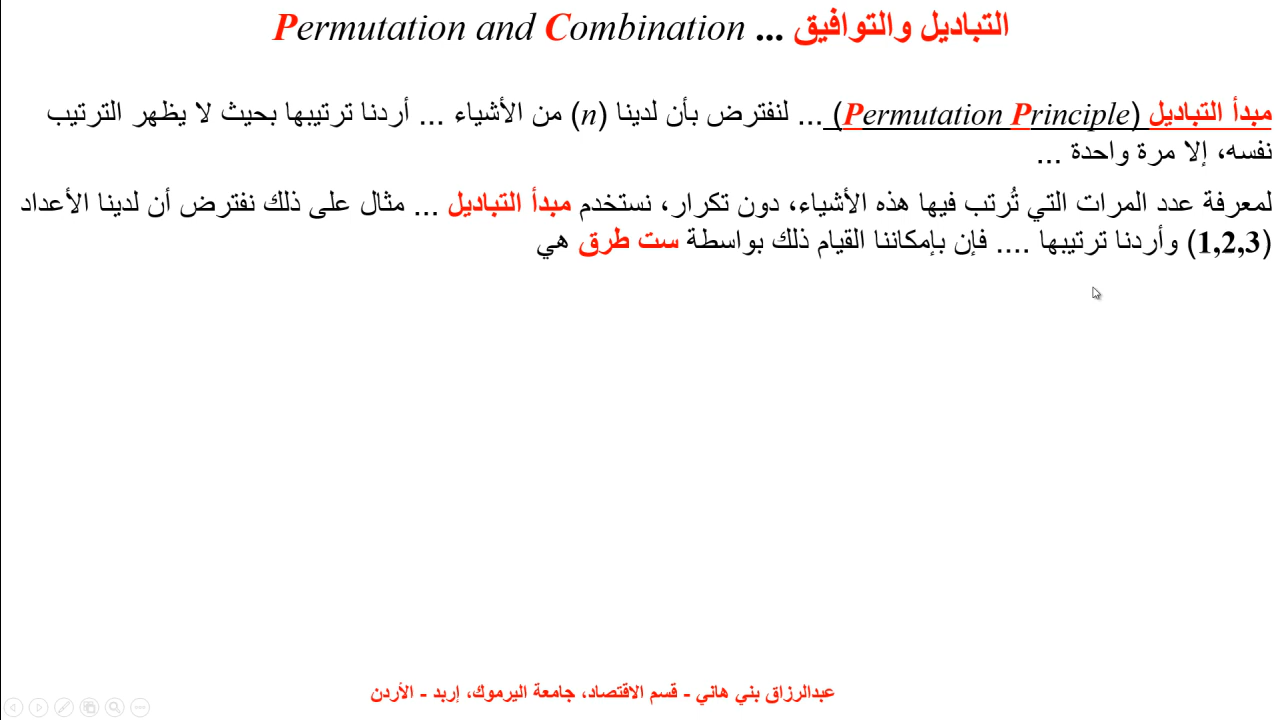 التباديل والتوافيق ... Permutation and Combination
مبدأ التباديل (Permutation Principle) ... لنفترض بأن لدينا (n) من الأشياء ... أردنا ترتيبها بحيث لا يظهر الترتيب
نفسه، إلا مرة واحدة ...
لمعرفة عدد المرات التي تُرتب فيها هذه الأشياء، دون تكرار، نستخدم مبدأ التباديل ... مثال على ذلك نفترض أن لدينا الأعداد
(1,2,3) وأردنا ترتيبها .... فإن بإمكاننا القيام ذلك بواسطة ست طرق هي
عبدالرزاق بني هاني - قسم الاقتصاد، جامعة اليرموك، إربد - الأردن